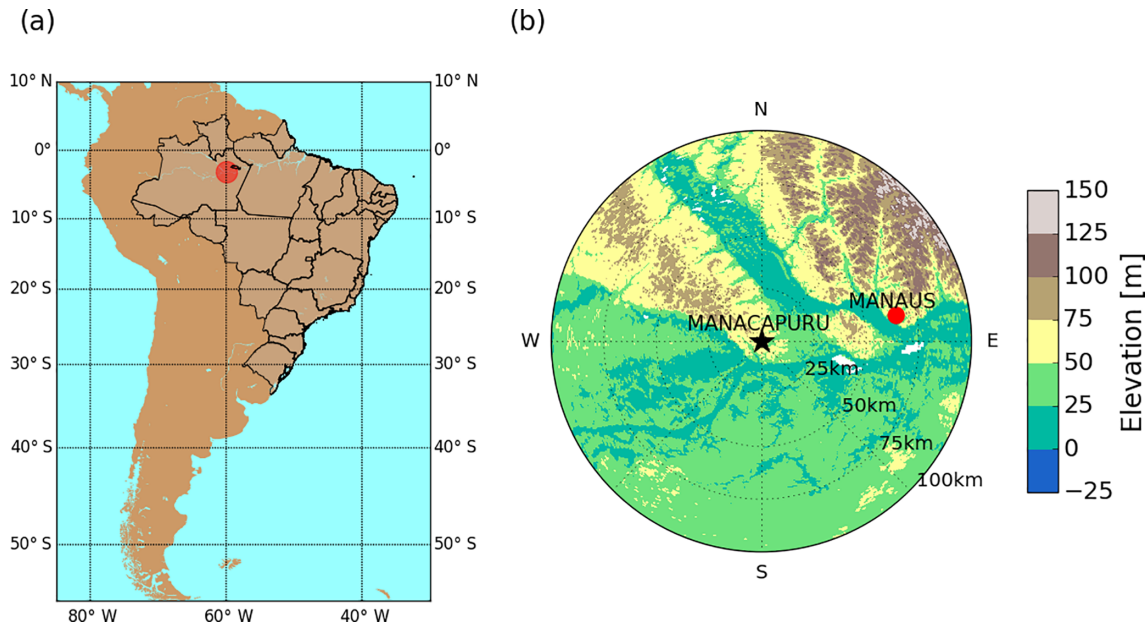 (a)
(b)
10° N
10° N
0°
0°
10° S
10° S
20° S
20° S
30° S
30° S
40° S
40° S
50° S
50° S
80° W
60° W
40° W
N
W
E
S
MANAUS
MANACAPURU
25km
50km
75km
100km
150
125
100
75
50
25
0
−25
Elevation [m]